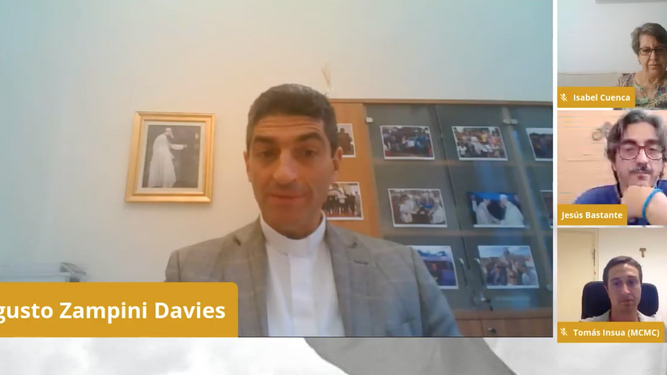 gusto Zampini Davies
Isabel Cuenca
Jesús Bastante
Tomás Insua (MCMC)